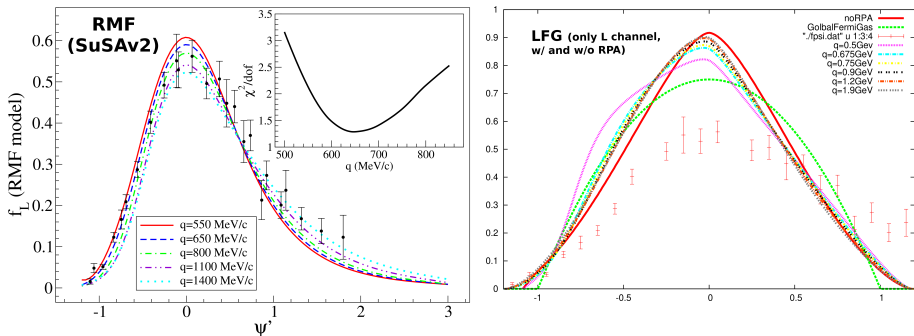 RMF
(SuSAv2)
f_L (RMF model)
0.6
0.5
0.4
0.3
0.2
0.1
0
-1
0
1
2
3
ψ'
q=550 MeV/c
q=650 MeV/c
q=800 MeV/c
q=1100 MeV/c
q=1400 MeV/c
χ²/dof
3.5
3
2.5
2
1.5
1
500
600
700
800
q (MeV/c)
LFG (only L channel,
w/ and w/o RPA)
noRPA
GolbalFermiGas
"./fpsi.dat" u 1:3:4
q=0.5Gev
q=0.675GeV
q=0.75GeV
q=0.9GeV
q=1.2GeV
q=1.9GeV
1
0.9
0.8
0.7
0.6
0.5
0.4
0.3
0.2
0.1
0
-1
-0.5
0
0.5
1